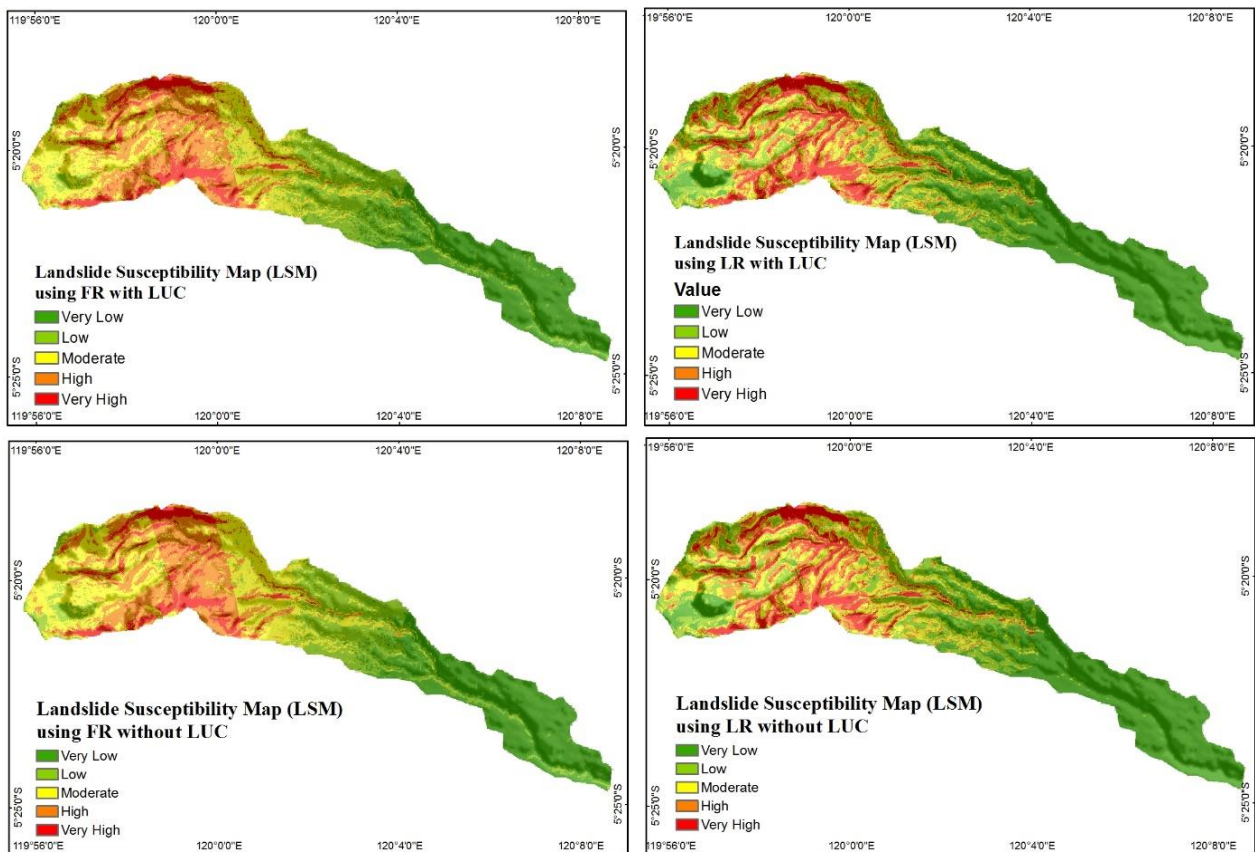 119°56'0"E 120°0'0"E 120°4'0"E 120°8'0"E
5°20'0"S 5°20'0"S
Landslide Susceptibility Map (LSM)
using FR with LUC
Very Low
Low
Moderate
High
Very High
5°25'0"S 5°25'0"S
119°56'0"E 120°0'0"E 120°4'0"E 120°8'0"E
119°56'0"E 120°0'0"E 120°4'0"E 120°8'0"E
5°20'0"S 5°20'0"S
Landslide Susceptibility Map (LSM)
using LR with LUC
Value
Very Low
Low
Moderate
High
Very High
5°25'0"S 5°25'0"S
119°56'0"E 120°0'0"E 120°4'0"E 120°8'0"E
119°56'0"E 120°0'0"E 120°4'0"E 120°8'0"E
5°20'0"S 5°20'0"S
Landslide Susceptibility Map (LSM)
using FR without LUC
Very Low
Low
Moderate
High
Very High
5°25'0"S 5°25'0"S
119°56'0"E 120°0'0"E 120°4'0"E 120°8'0"E
119°56'0"E 120°0'0"E 120°4'0"E 120°8'0"E
5°20'0"S 5°20'0"S
Landslide Susceptibility Map (LSM)
using LR without LUC
Very Low
Low
Moderate
High
Very High
5°25'0"S 5°25'0"S
119°56'0"E 120°0'0"E 120°4'0"E 120°8'0"E